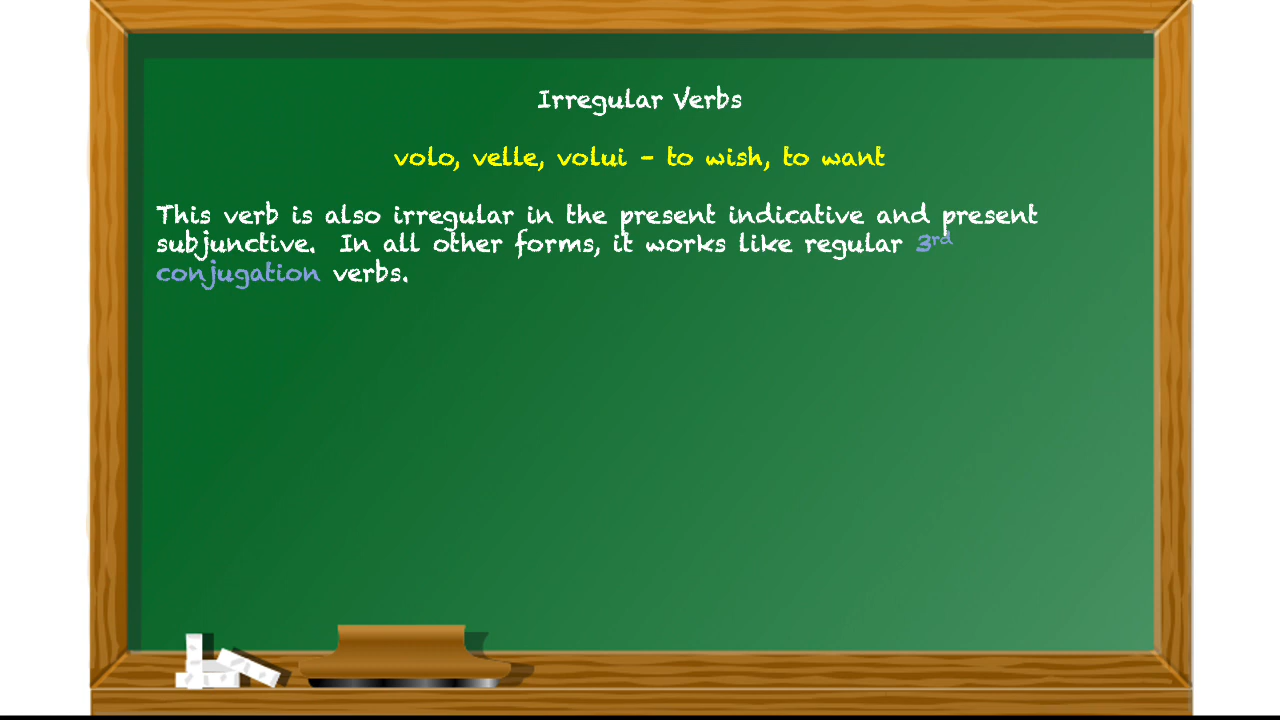 Irregular Verbs
volo, velle, volui – to wish, to want
This verb is also irregular in the present indicative and present
subjunctive.  In all other forms, it works like regular 3rd
conjugation verbs.